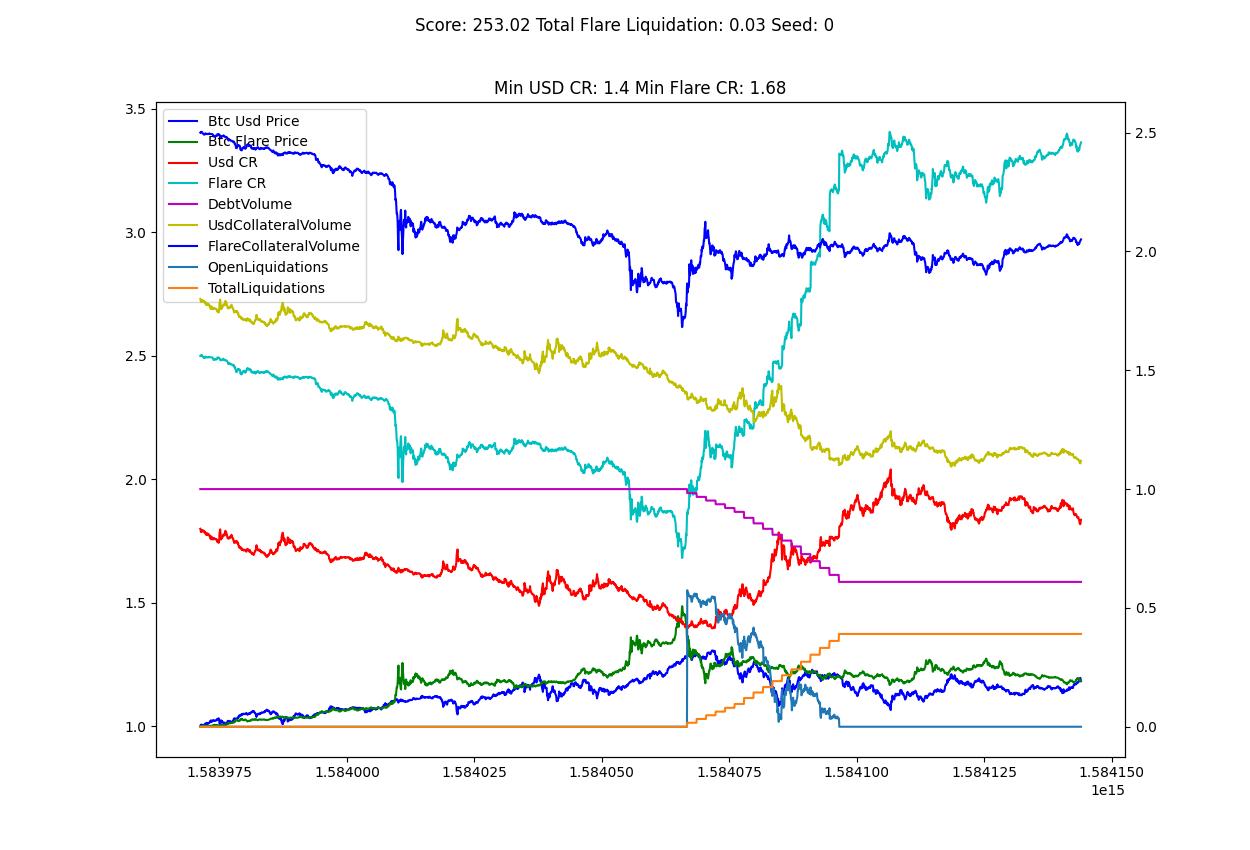 Score: 253.02 Total Flare Liquidation: 0.03 Seed: 0
Min USD CR: 1.4 Min Flare CR: 1.68
3.5
3.0
2.5
2.0
1.5
1.0
Btc Usd Price
Btc Flare Price
Usd CR
Flare CR
DebtVolume
UsdCollateralVolume
FlareCollateralVolume
OpenLiquidations
TotalLiquidations
2.5
2.0
1.5
1.0
0.5
0.0
1.583975 1.584000 1.584025 1.584050 1.584075 1.584100 1.584125 1.584150
1e15